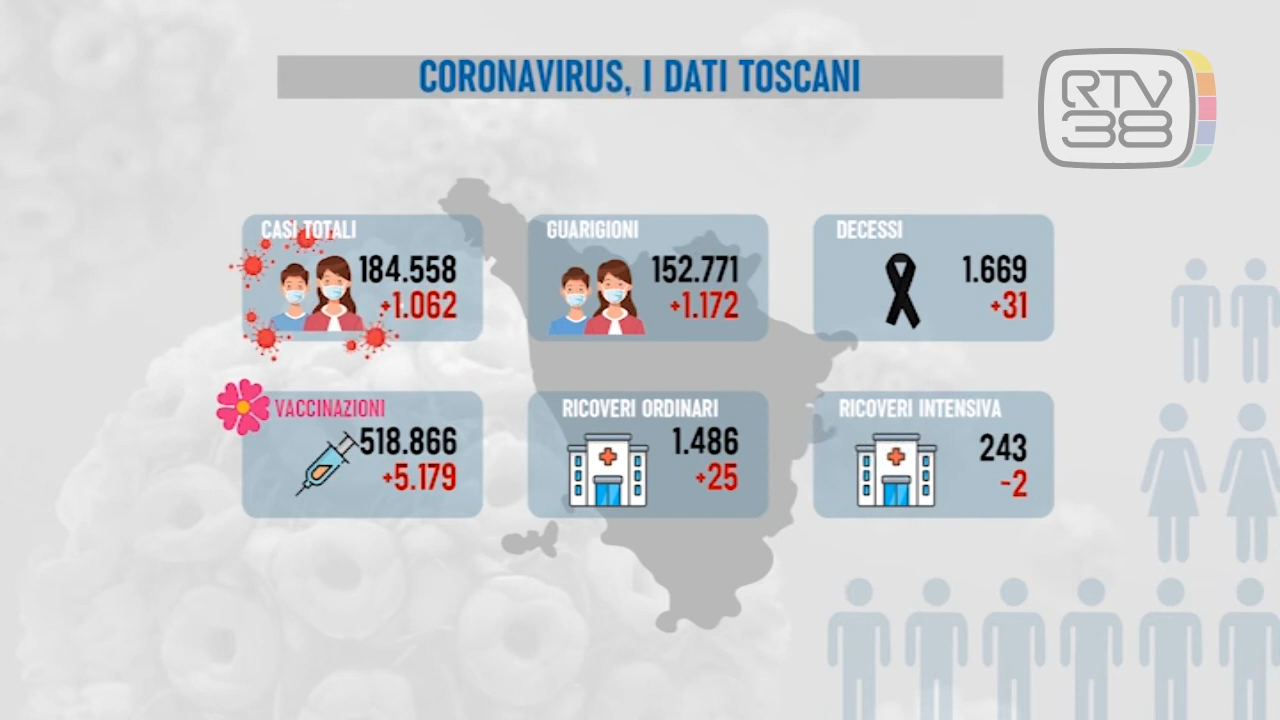 CORONAVIRUS, I DATI TOSCANI
RTV
38
CASI TOTALI
184.558
+1.062
GUARIGIONI
152.771
+1.172
DECESSI
1.669
+31
VACCINAZIONI
518.866
+5.179
RICOVERI ORDINARI
1.486
+25
RICOVERI INTENSIVA
243
-2